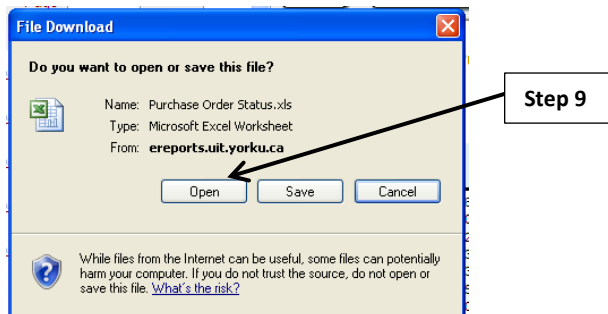 File Download
Do you want to open or save this file?
Name: Purchase Order Status.xls
Type: Microsoft Excel Worksheet
From: ereports.uit.yorku.ca
Open Save Cancel
While files from the Internet can be useful, some files can potentially
harm your computer. If you do not trust the source, do not open or
save this file. What's the risk?
Step 9